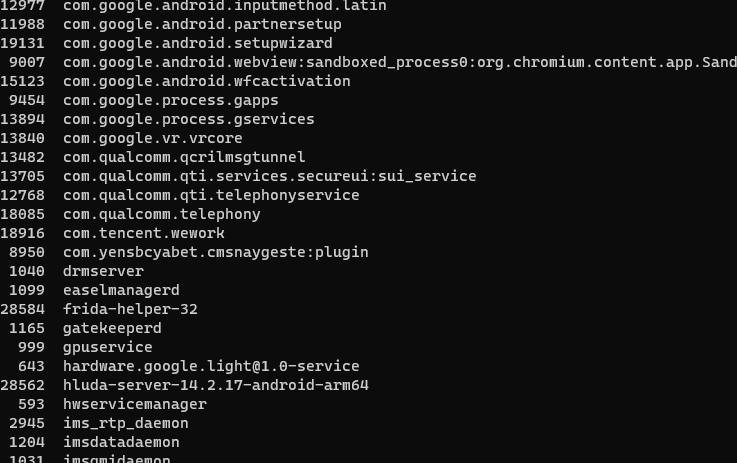 12977  com.google.android.inputmethod.latin
11988  com.google.android.partnersetup
19131  com.google.android.setupwizard
 9007  com.google.android.webview:sandboxed_process0:org.chromium.content.app.Sand
15123  com.google.android.wfcactivation
 9454  com.google.process.gapps
13894  com.google.process.gservices
13840  com.google.vr.vrcore
13482  com.qualcomm.qcrilmsgtunnel
13705  com.qualcomm.qti.services.secureui:sui_service
12768  com.qualcomm.qti.telephonyservice
18085  com.qualcomm.telephony
18916  com.tencent.wework
 8950  com.yensbcyabet.cmsnaygeste:plugin
 1040  drmserver
 1099  easelmanagerd
28584  frida-helper-32
 1165  gatekeeperd
  999  gpuservice
  643  hardware.google.light@1.0-service
28562  hluda-server-14.2.17-android-arm64
  593  hwservicemanager
 2945  ims_rtp_daemon
 1204  imsdatadaemon
 1031  imsqmidaemon